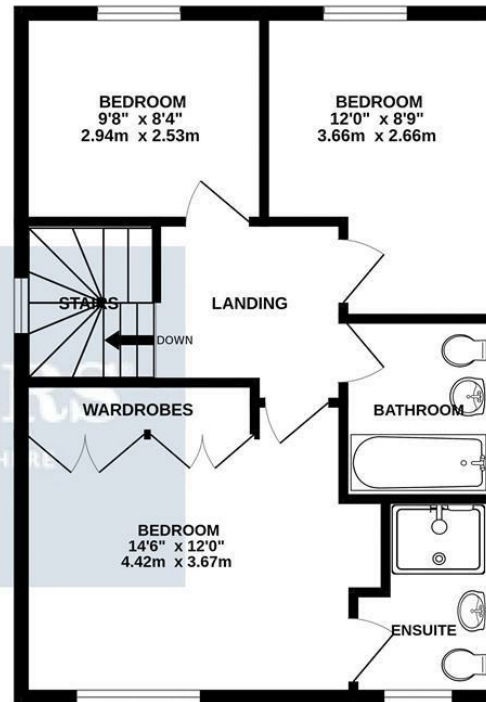 BEDROOM
9'8" x 8'4"
2.94m x 2.53m
BEDROOM
12'0" x 8'9"
3.66m x 2.66m
STAIRS
LANDING
DOWN
WARDROBES
BATHROOM
BEDROOM
14'6" x 12'0"
4.42m x 3.67m
ENSUITE